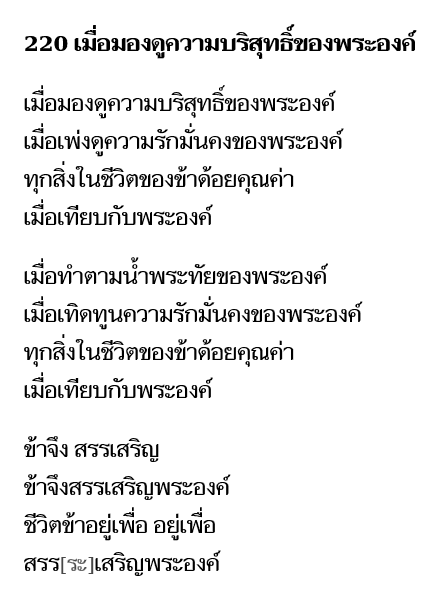 220 เมื่อมองดูความบริสุทธิ์ของพระองค์
เมื่อมองดูความบริสุทธิ์ของพระองค์
เมื่อเพ่งดูความรักมั่นคงของพระองค์
ทุกสิ่งในชีวิตของข้าด้อยคุณค่า
เมื่อเทียบกับพระองค์
เมื่อทำตามน้ำพระทัยของพระองค์
เมื่อเทิดทูนความรักมั่นคงของพระองค์
ทุกสิ่งในชีวิตของข้าด้อยคุณค่า
เมื่อเทียบกับพระองค์
ข้าจึง สรรเสริญ
ข้าจึงสรรเสริญพระองค์
ชีวิตข้าอยู่เพื่อ อยู่เพื่อ
สรร[ระ]เสริญพระองค์